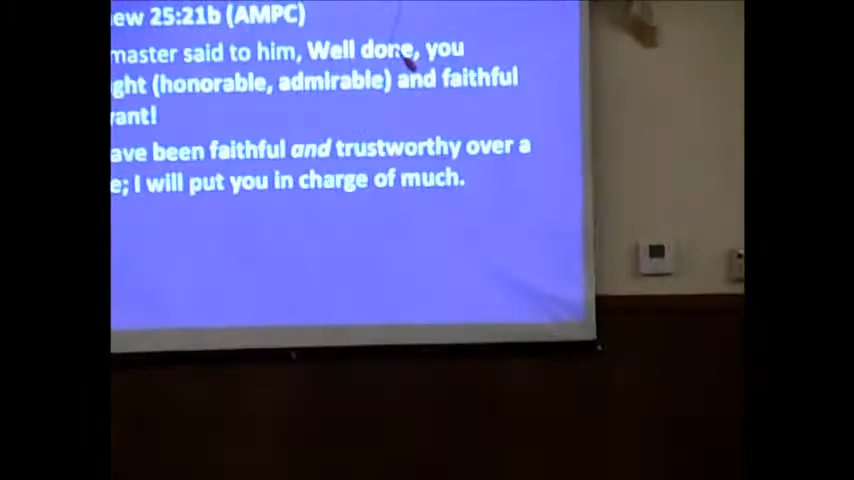 ew 25:21b (AMPC)
master said to him, Well done, you
ght (honorable, admirable) and faithful
vant!
ave been faithful and trustworthy over a
e; I will put you in charge of much.